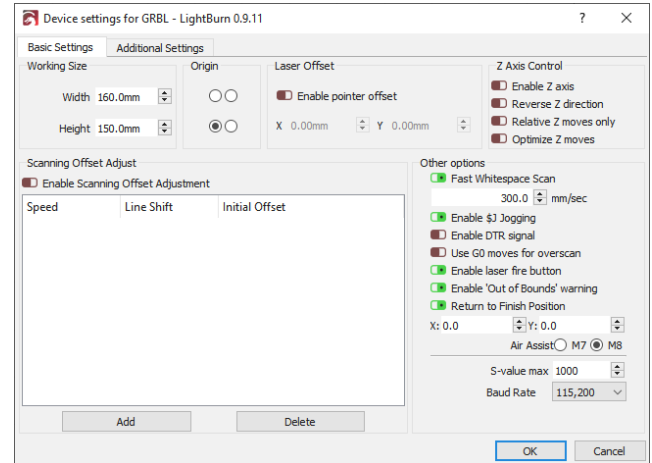 Device settings for GRBL - LightBurn 0.9.11
Basic Settings
Additional Settings
Working Size
Width 160.0mm
Height 150.0mm
Origin
Laser Offset
Enable pointer offset
X 0.00mm Y 0.00mm
Z Axis Control
Enable Z axis
Reverse Z direction
Relative Z moves only
Optimize Z moves
Scanning Offset Adjust
Enable Scanning Offset Adjustment
Speed Line Shift Initial Offset
Add
Delete
Other options
Fast Whitespace Scan
300.0 mm/sec
Enable $J Jogging
Enable DTR signal
Use G0 moves for overscan
Enable laser fire button
Enable 'Out of Bounds' warning
Return to Finish Position
X: 0.0 Y: 0.0
Air Assist M7 M8
S-value max 1000
Baud Rate 115,200
OK
Cancel